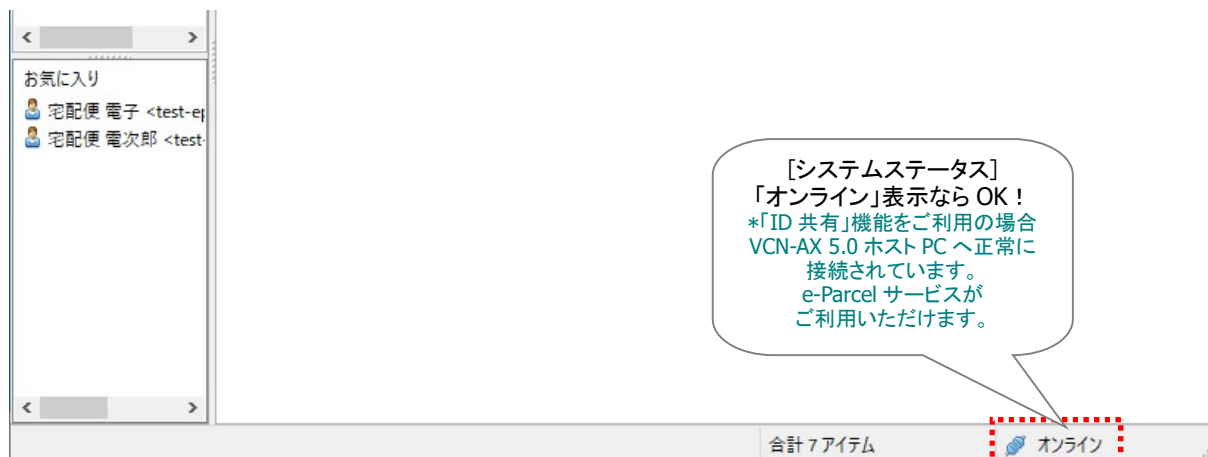 お気に入り
宅配便 電子 <test-ep
宅配便 電次郎 <test-
[システムステータス]
「オンライン」表示なら OK！
*「ID 共有」機能をご利用の場合
VCN-AX 5.0 ホスト PC へ正常に
接続されています。
e-Parcel サービスが
ご利用いただけます。
合計 7 アイテム
オンライン